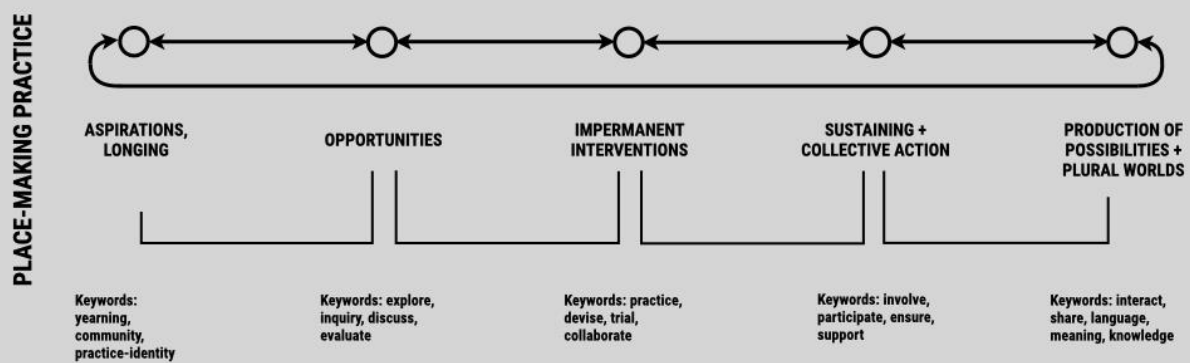 PLACE-MAKING PRACTICE
ASPIRATIONS,
LONGING
OPPORTUNITIES
IMPERMANENT
INTERVENTIONS
SUSTAINING +
COLLECTIVE ACTION
PRODUCTION OF
POSSIBILITIES +
PLURAL WORLDS
Keywords:
yearning,
community,
practice-identity
Keywords: explore,
inquiry, discuss,
evaluate
Keywords: practice,
devise, trial,
collaborate
Keywords: involve,
participate, ensure,
support
Keywords: interact,
share, language,
meaning, knowledge